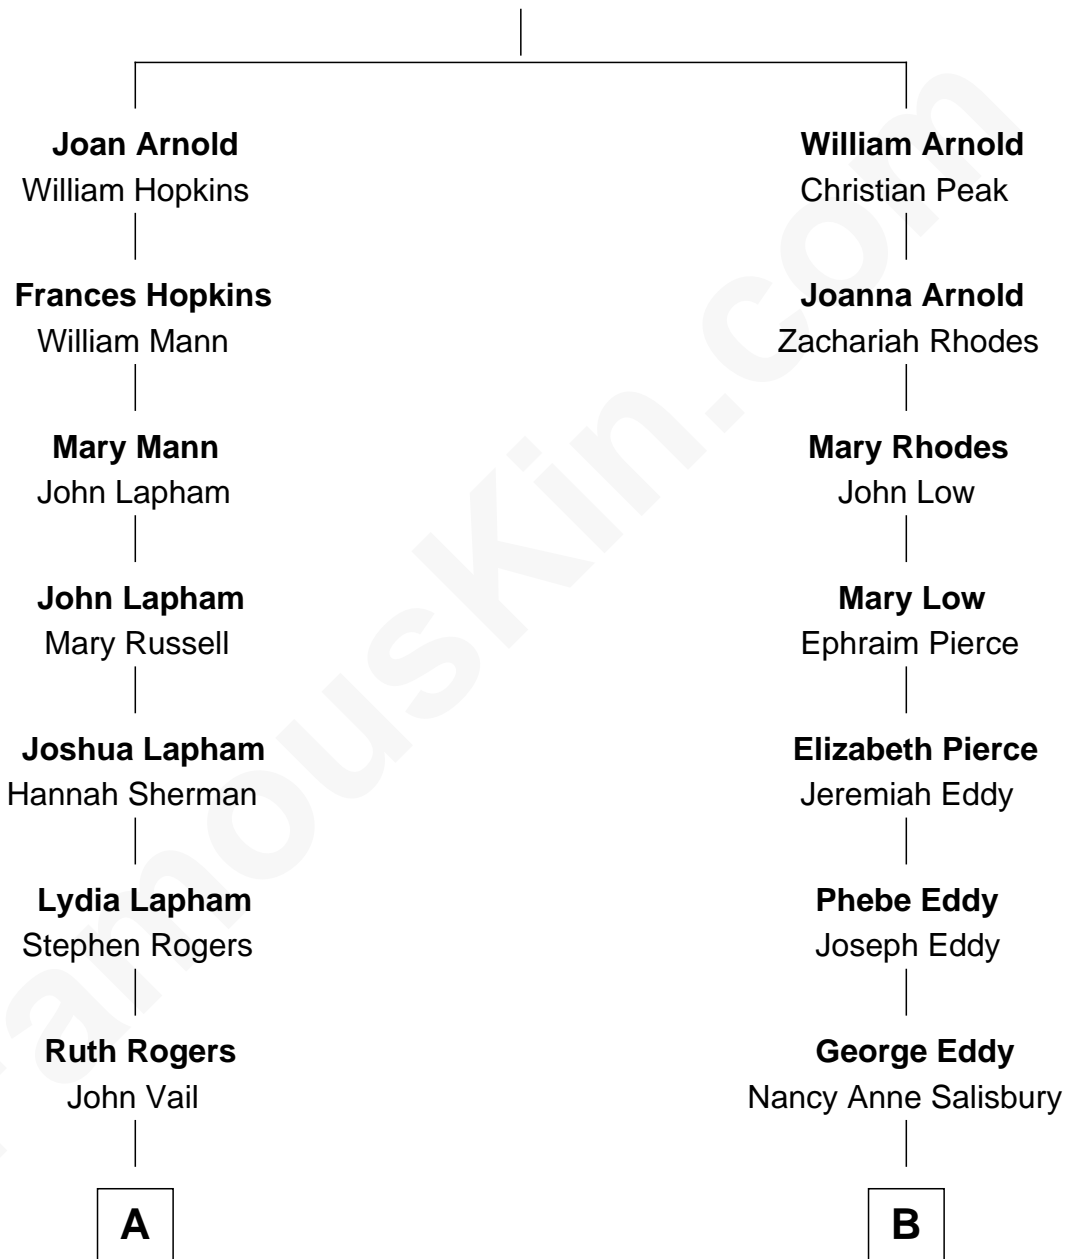 Joan Arnold
William Hopkins
Frances Hopkins
William Mann
Mary Mann
John Lapham
John Lapham
Mary Russell
Joshua Lapham
Hannah Sherman
Lydia Lapham
Stephen Rogers
Ruth Rogers
John Vail
A
William Arnold
Christian Peak
Joanna Arnold
Zachariah Rhodes
Mary Rhodes
John Low
Mary Low
Ephraim Pierce
Elizabeth Pierce
Jeremiah Eddy
Phebe Eddy
Joseph Eddy
George Eddy
Nancy Anne Salisbury
B
FamousKin.com